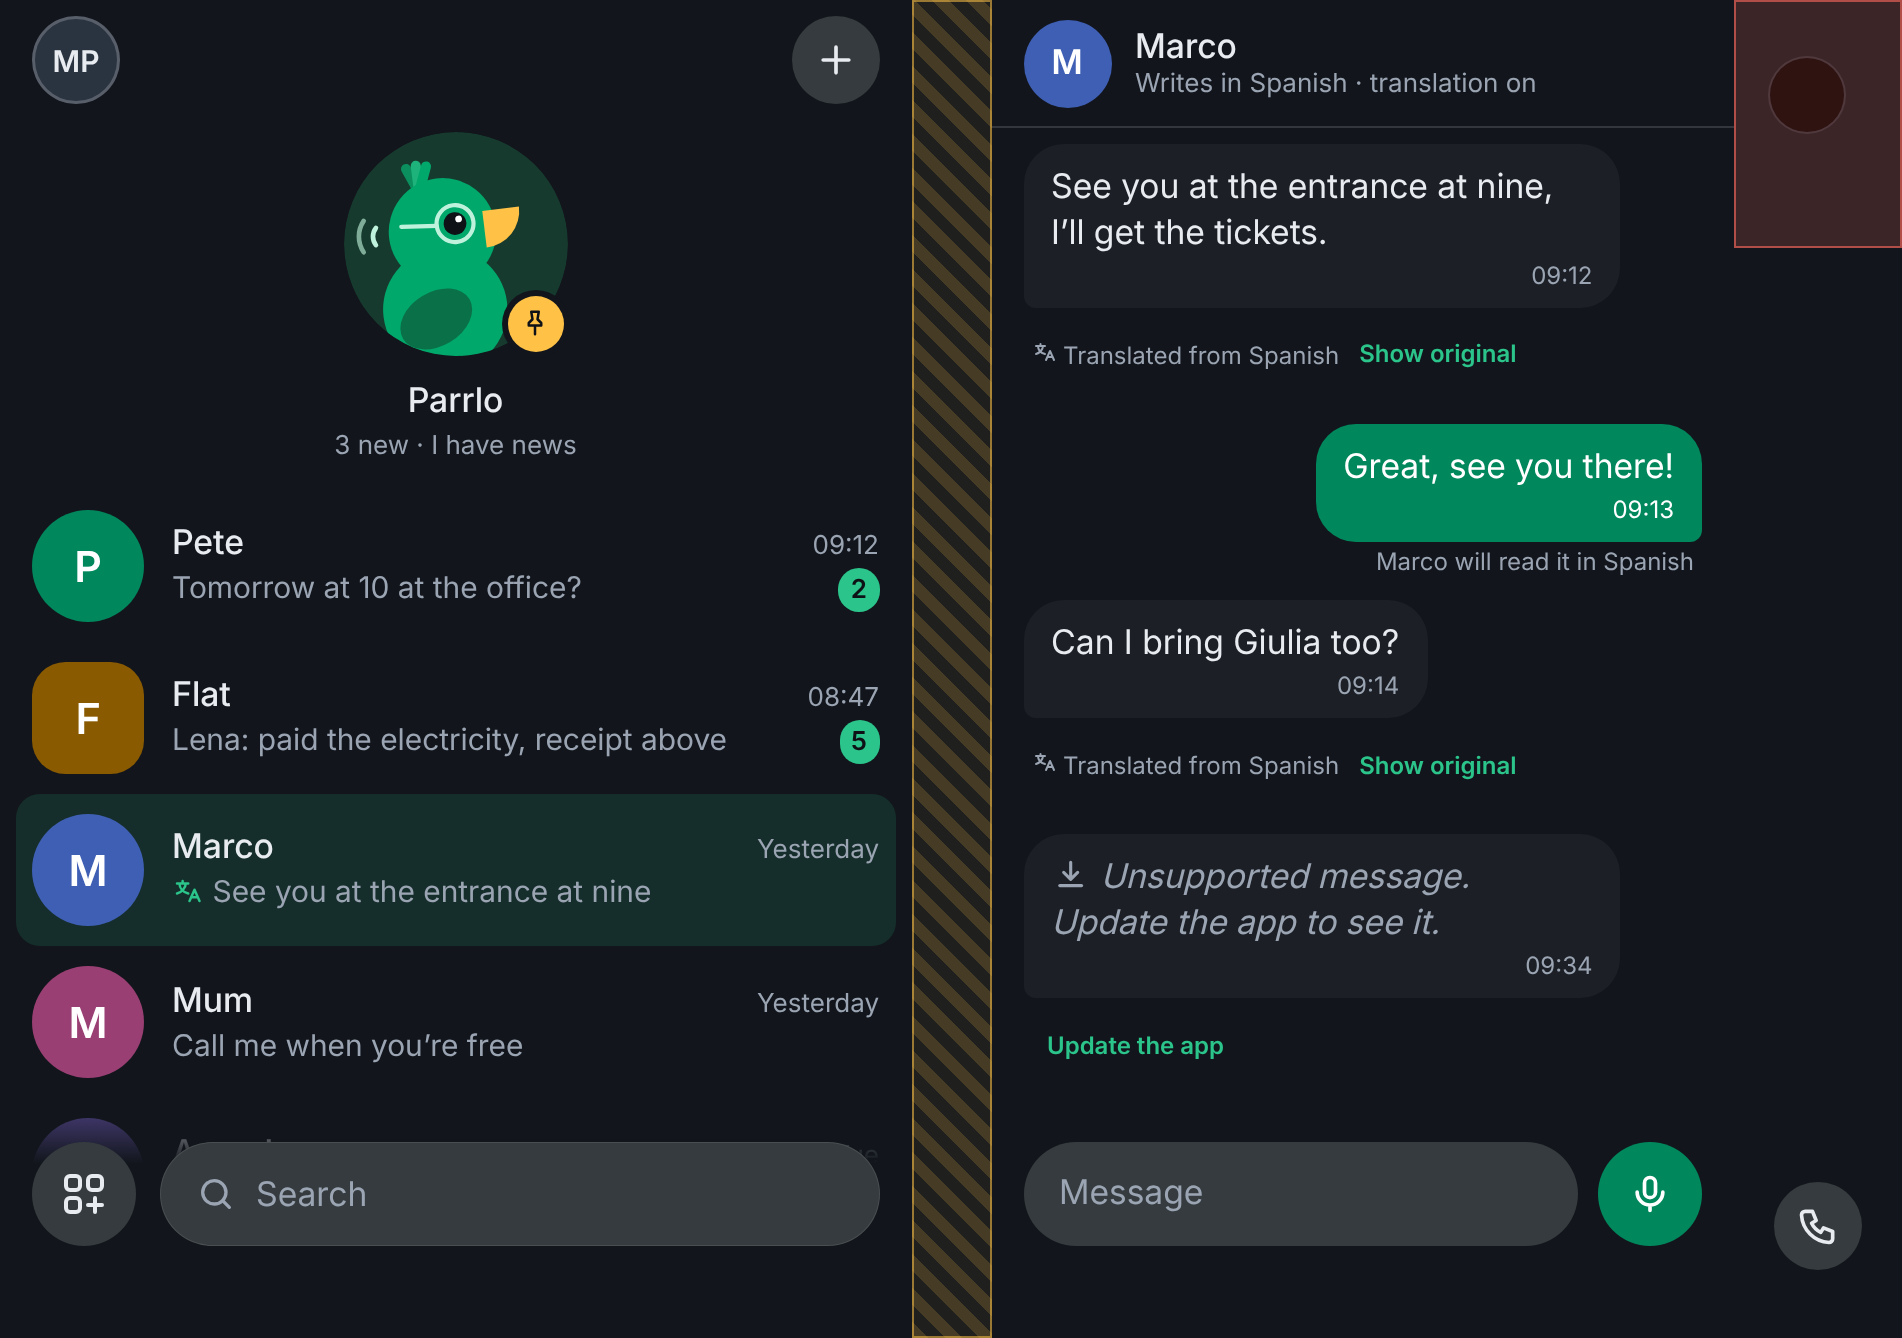 MP
Parrlo
3 new · I have news
P
Pete
09:12
Tomorrow at 10 at the office?
2
F
Flat
08:47
Lena: paid the electricity, receipt above
5
M
Marco
Yesterday
See you at the entrance at nine
M
Mum
Yesterday
Call me when you’re free
Search
M
Marco
Writes in Spanish · translation on
See you at the entrance at nine,
I’ll get the tickets.
09:12
Translated from Spanish Show original
Great, see you there!
09:13
Marco will read it in Spanish
Can I bring Giulia too?
09:14
Translated from Spanish Show original
Unsupported message.
Update the app to see it.
09:34
Update the app
Message